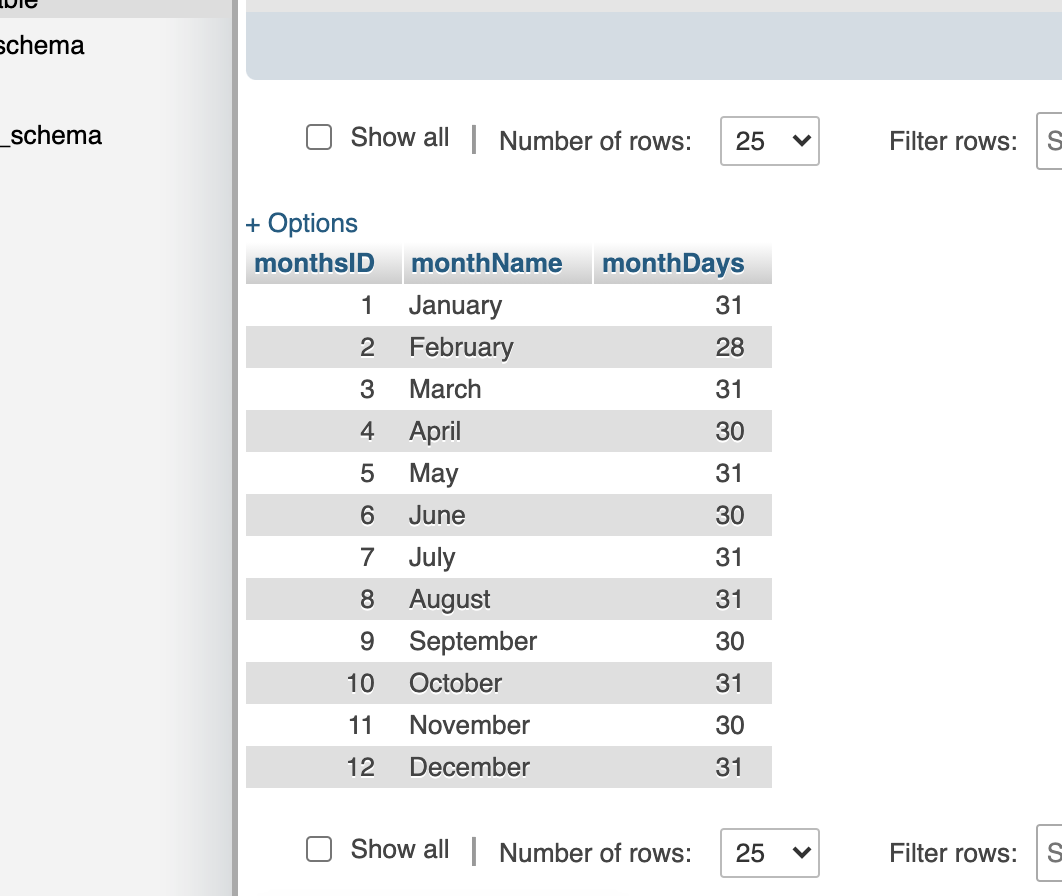 schema
_schema
Show all | Number of rows: 25 Filter rows: S
+ Options
monthsID monthName monthDays
1 January 31
2 February 28
3 March 31
4 April 30
5 May 31
6 June 30
7 July 31
8 August 31
9 September 30
10 October 31
11 November 30
12 December 31
Show all | Number of rows: 25 Filter rows: S